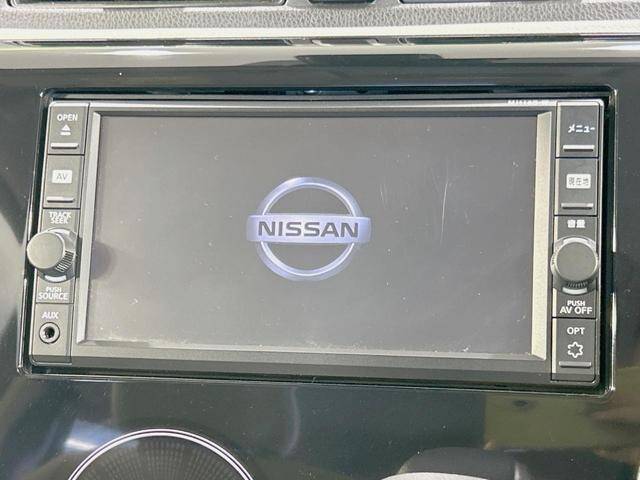 OPEN
AV
TRACK
SEEK
PUSH
SOURCE
AUX
NISSAN
メニュー
現在地
音量
PUSH
AV OFF
OPT